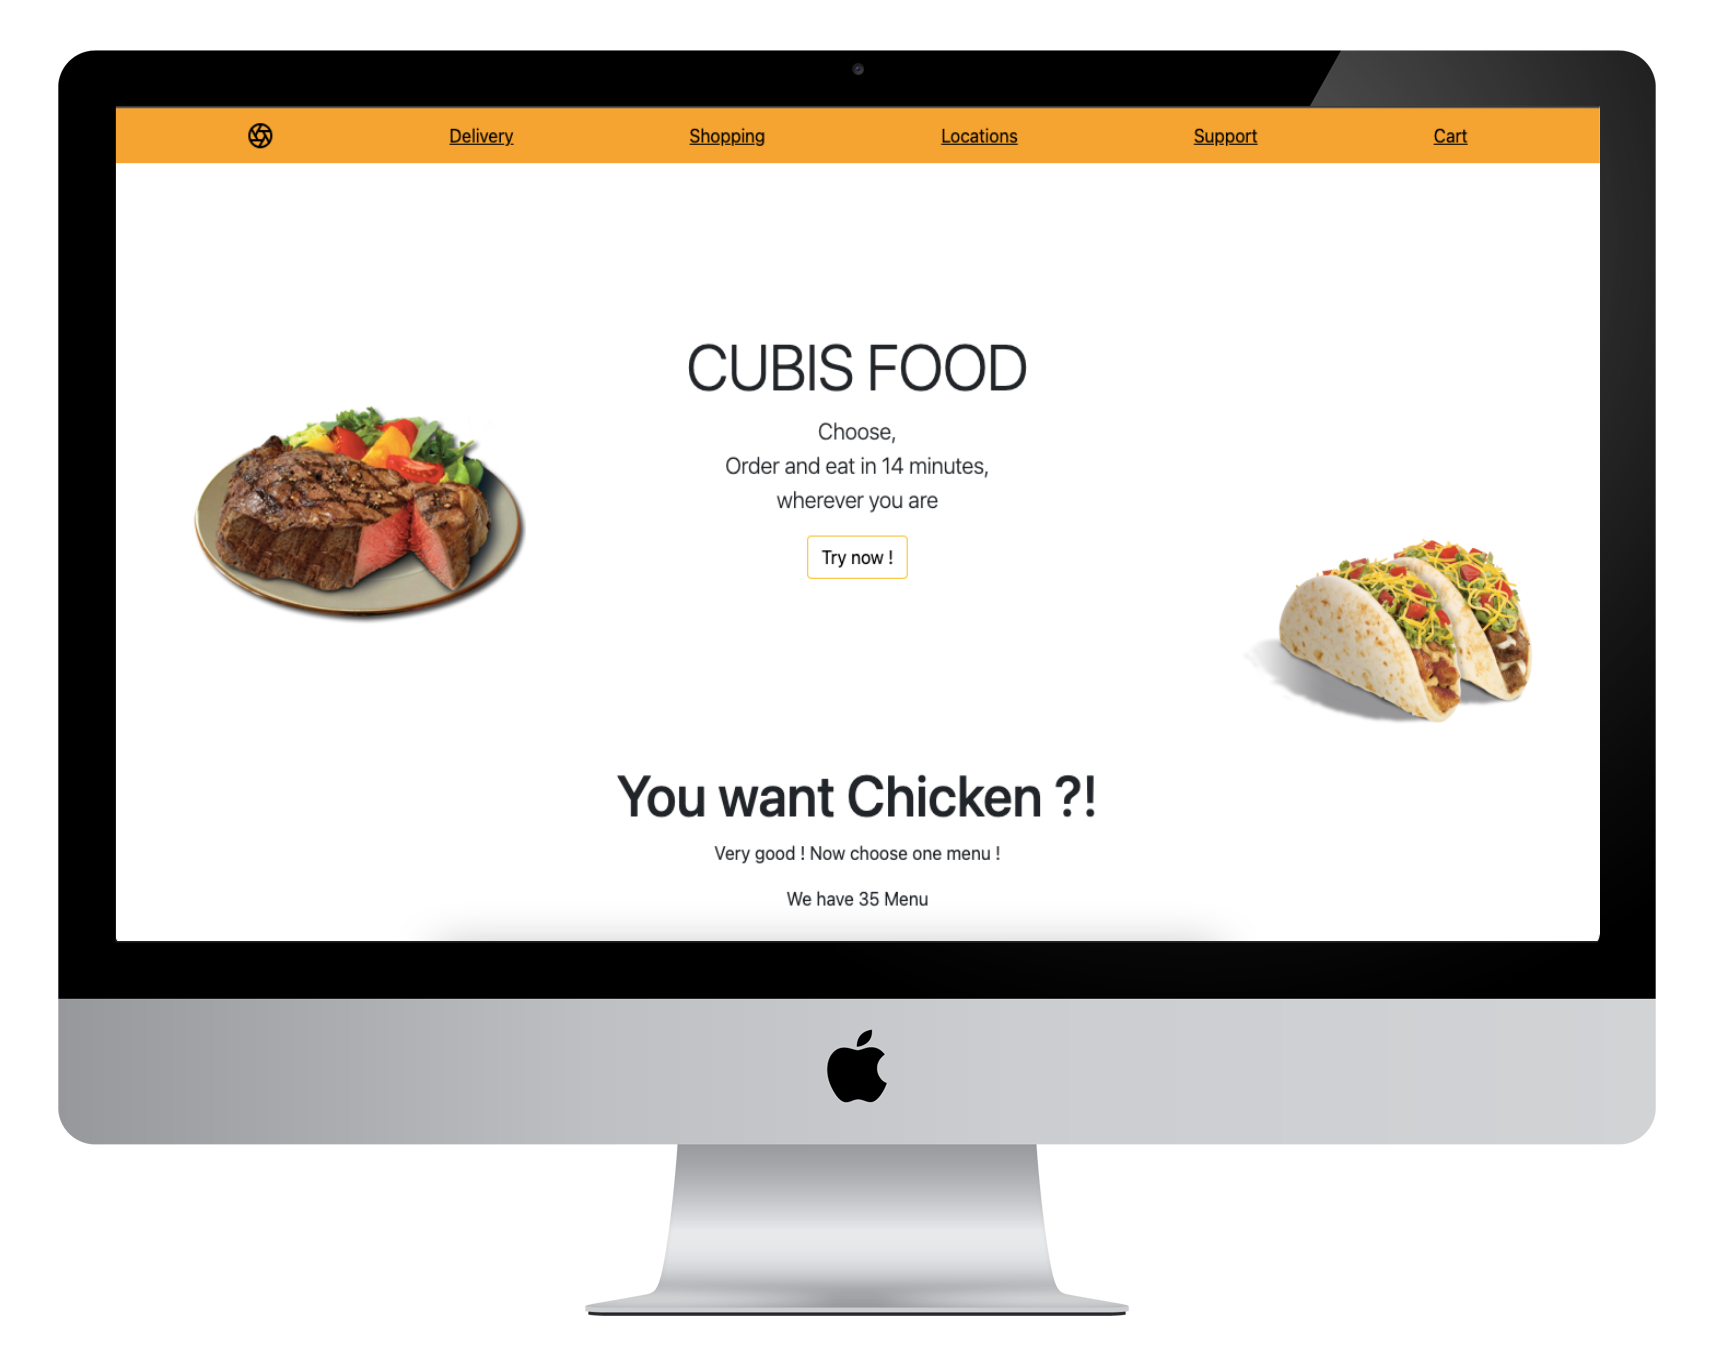 Delivery Shopping Locations Support Cart
CUBIS FOOD
Choose,
Order and eat in 14 minutes,
wherever you are
Try now !
You want Chicken ?!
Very good ! Now choose one menu !
We have 35 Menu